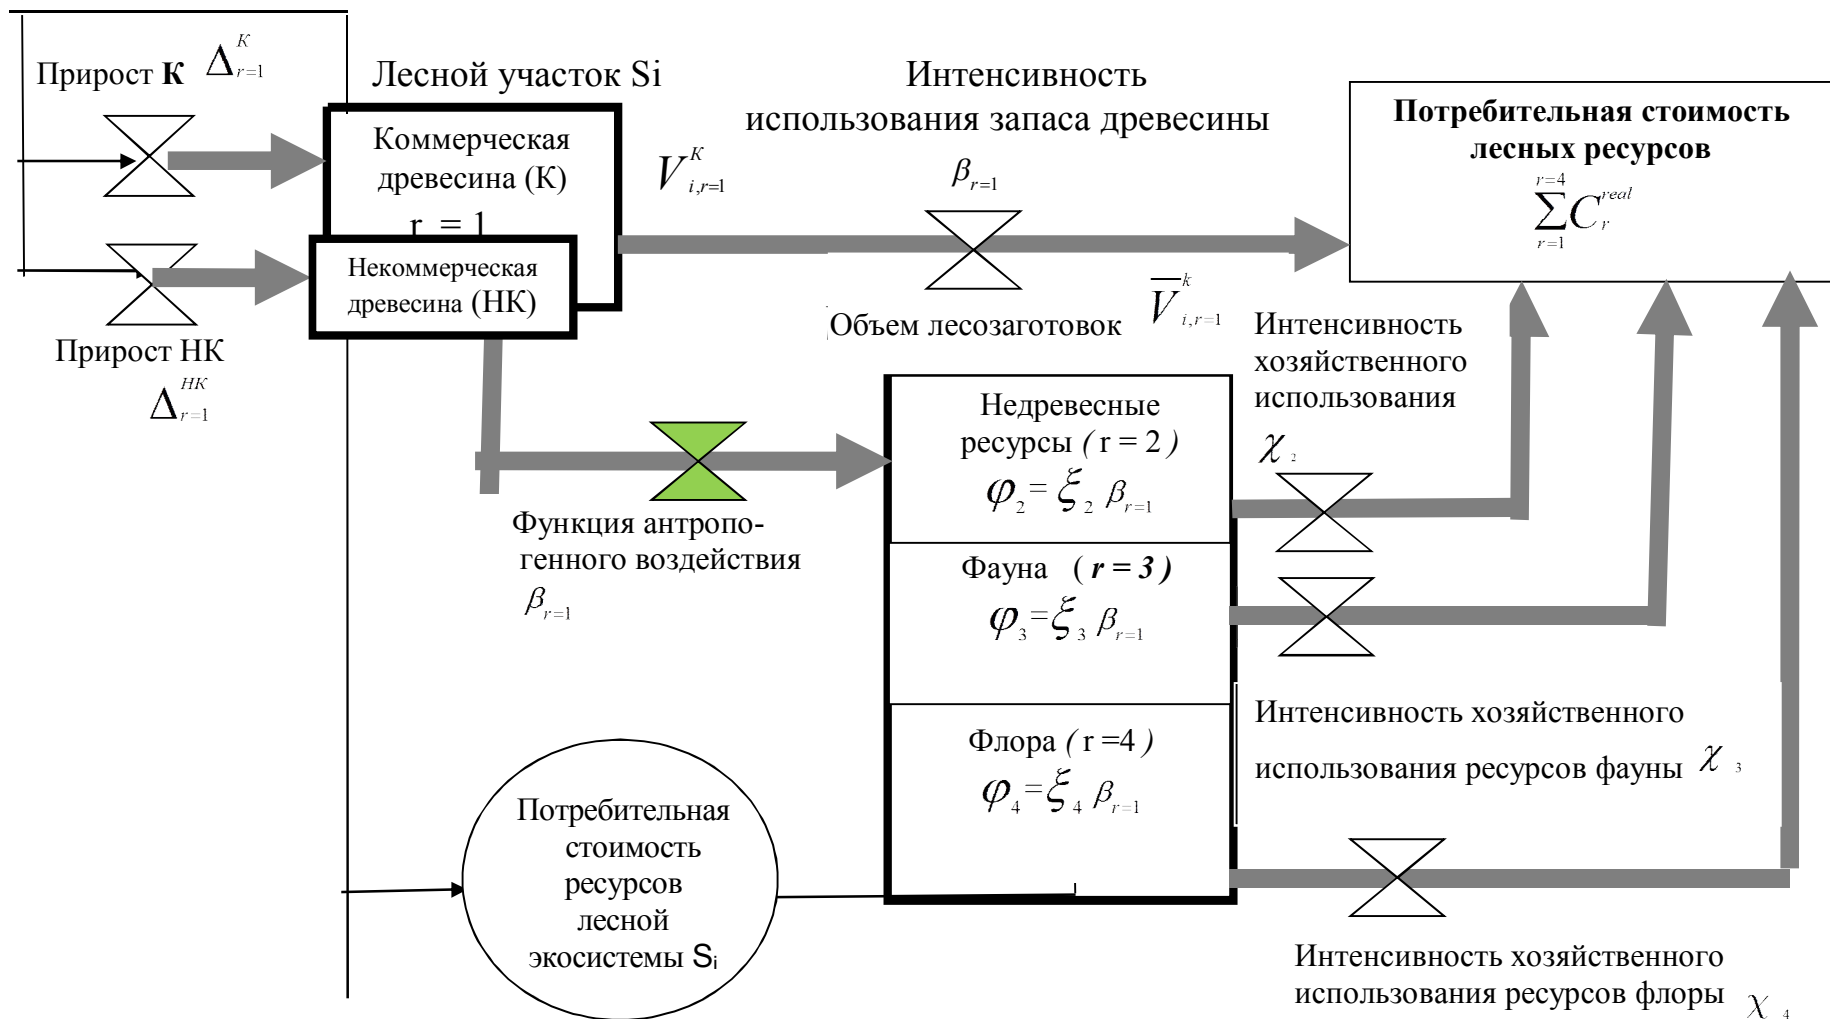 Прирост К Δ^К_{r=1}
Лесной участок Si
Коммерческая
древесина (К)
r = 1
Некоммерческая
древесина (НК)
Прирост НК
Δ^{НК}_{r=1}
V^К_{i,r=1}
Интенсивность
использования запаса древесины
β_{r=1}
Объем лесозаготовок V̅^k_{i,r=1}
Потребительная стоимость
лесных ресурсов
∑_{r=1}^{r=4} C_r^{real}
Функция антропо-
генного воздействия
β_{r=1}
Недревесные
ресурсы ( r = 2 )
φ_2 = ξ_2 β_{r=1}
Фауна ( r = 3 )
φ_3 = ξ_3 β_{r=1}
Флора ( r =4 )
φ_4 = ξ_4 β_{r=1}
Интенсивность
хозяйственного
использования
χ_2
Интенсивность хозяйственного
использования ресурсов фауны χ_3
Интенсивность хозяйственного
использования ресурсов флоры χ_4
Потребительная
стоимость
ресурсов
лесной
экосистемы S_i